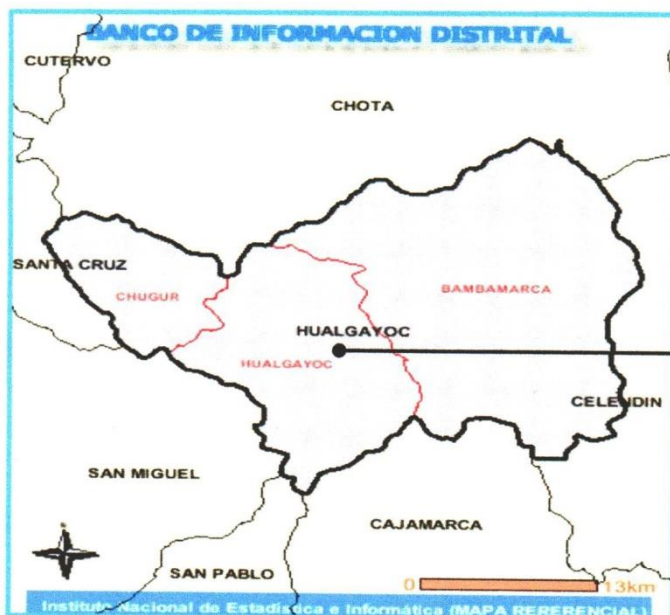 BANCO DE INFORMACION DISTRITAL
CUTERVO
CHOTA
SANTA CRUZ
CHUGUR
BAMBAMARCA
HUALGAYOC
HUALGAYOC
CELENDIN
SAN MIGUEL
CAJAMARCA
SAN PABLO
0 13km
Instituto Nacional de Estadística e Informática (MAPA RERERENCIAL)